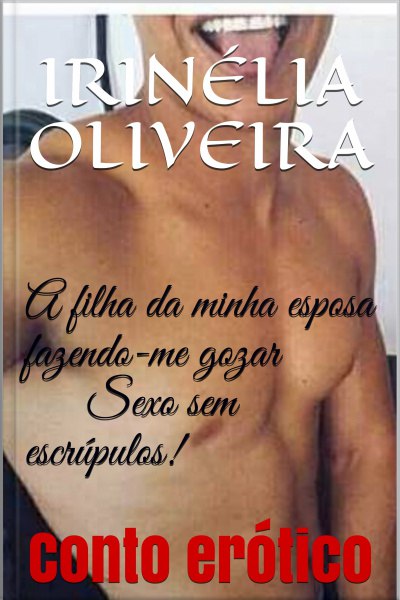 IRINÉLIA
OLIVEIRA
A filha da minha esposa
fazendo-me gozar
Sexo sem
escrúpulos!
Conto erótico